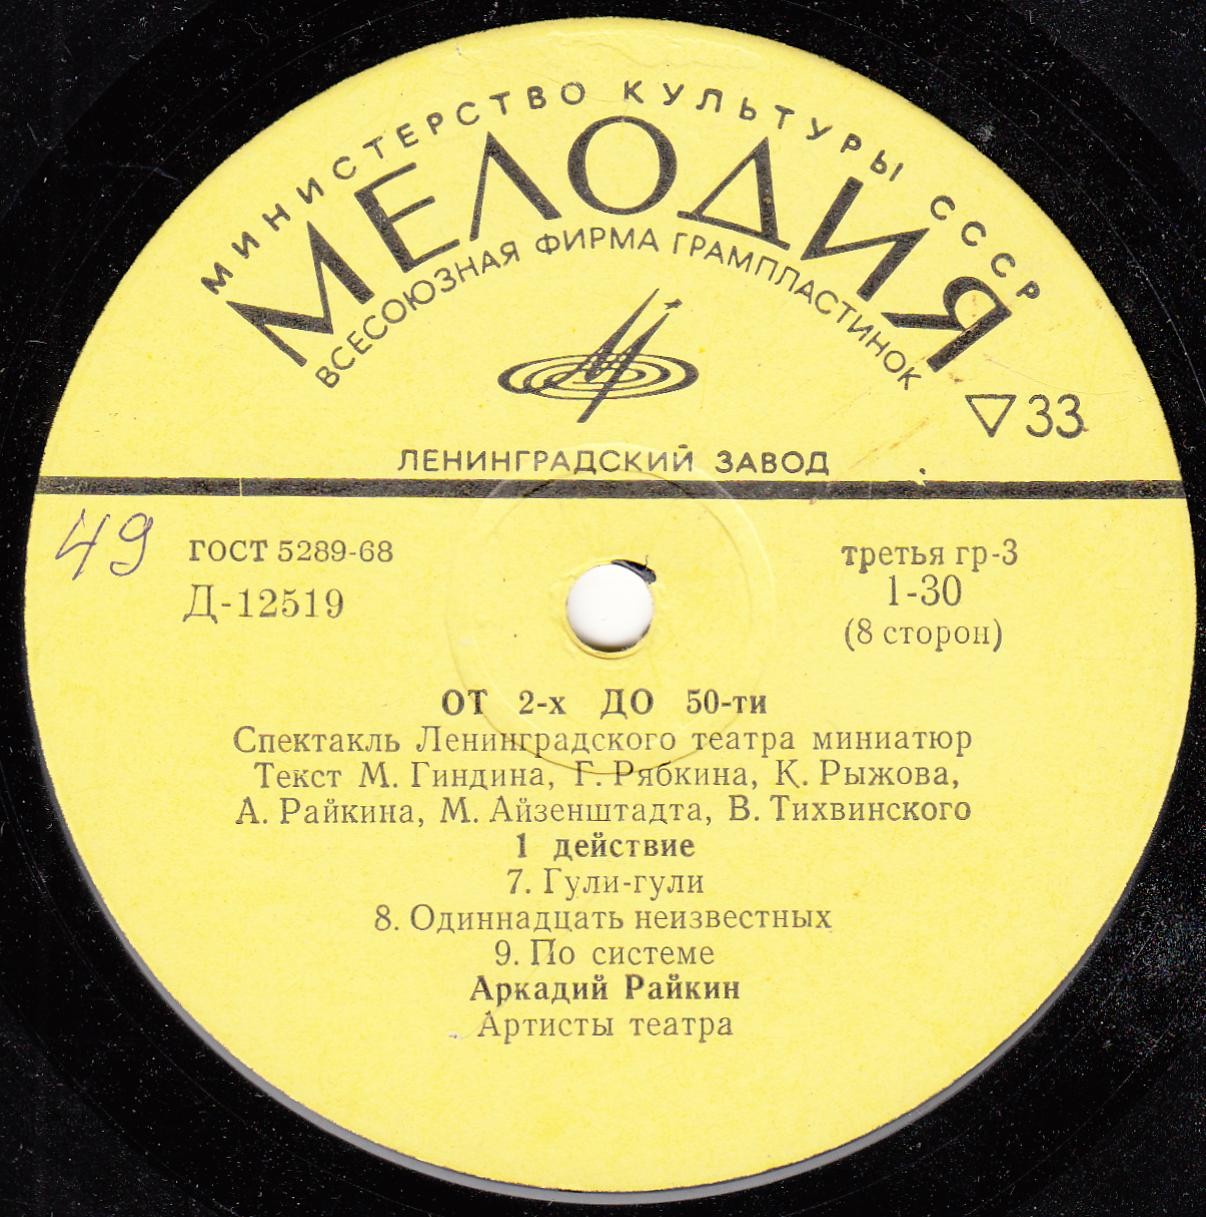 МИНИСТЕРСТВО КУЛЬТУРЫ СССР
МЕЛОДИЯ
ВСЕСОЮЗНАЯ ФИРМА ГРАМПЛАСТИНОК
33
ЛЕНИНГРАДСКИЙ ЗАВОД
49
ГОСТ 5289-68
Д-12519
третья гр-3
1-30
(8 сторон)
ОТ 2-х ДО 50-ти
Спектакль Ленинградского театра миниатюр
Текст М. Гиндина, Г. Рябкина, К. Рыжова,
А. Райкина, М. Айзенштадта, В. Тихвинского
1 действие
7. Гули-гули
8. Одиннадцать неизвестных
9. По системе
Аркадий Райкин
Артисты театра